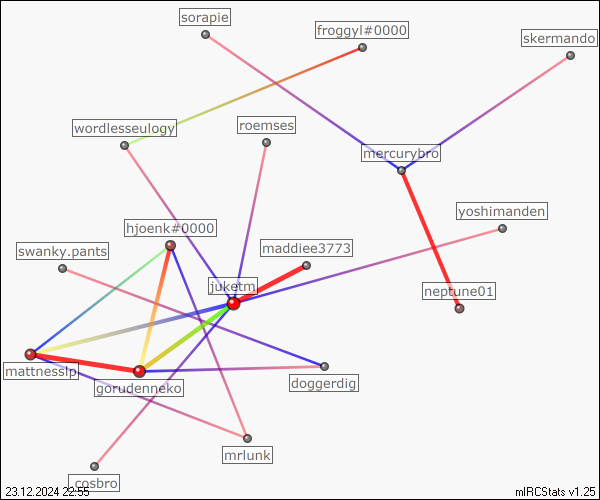 sorapie
froggyl#0000
skermando
wordlesseulogy
roemses
mercurybro
yoshimanden
hjoenk#0000
maddiee3773
swanky.pants
juketm
neptune01
mattnesslp
gorudenneko
doggerdig
mrlunk
.cosbro
23.12.2024 22:55
mIRCStats v1.25